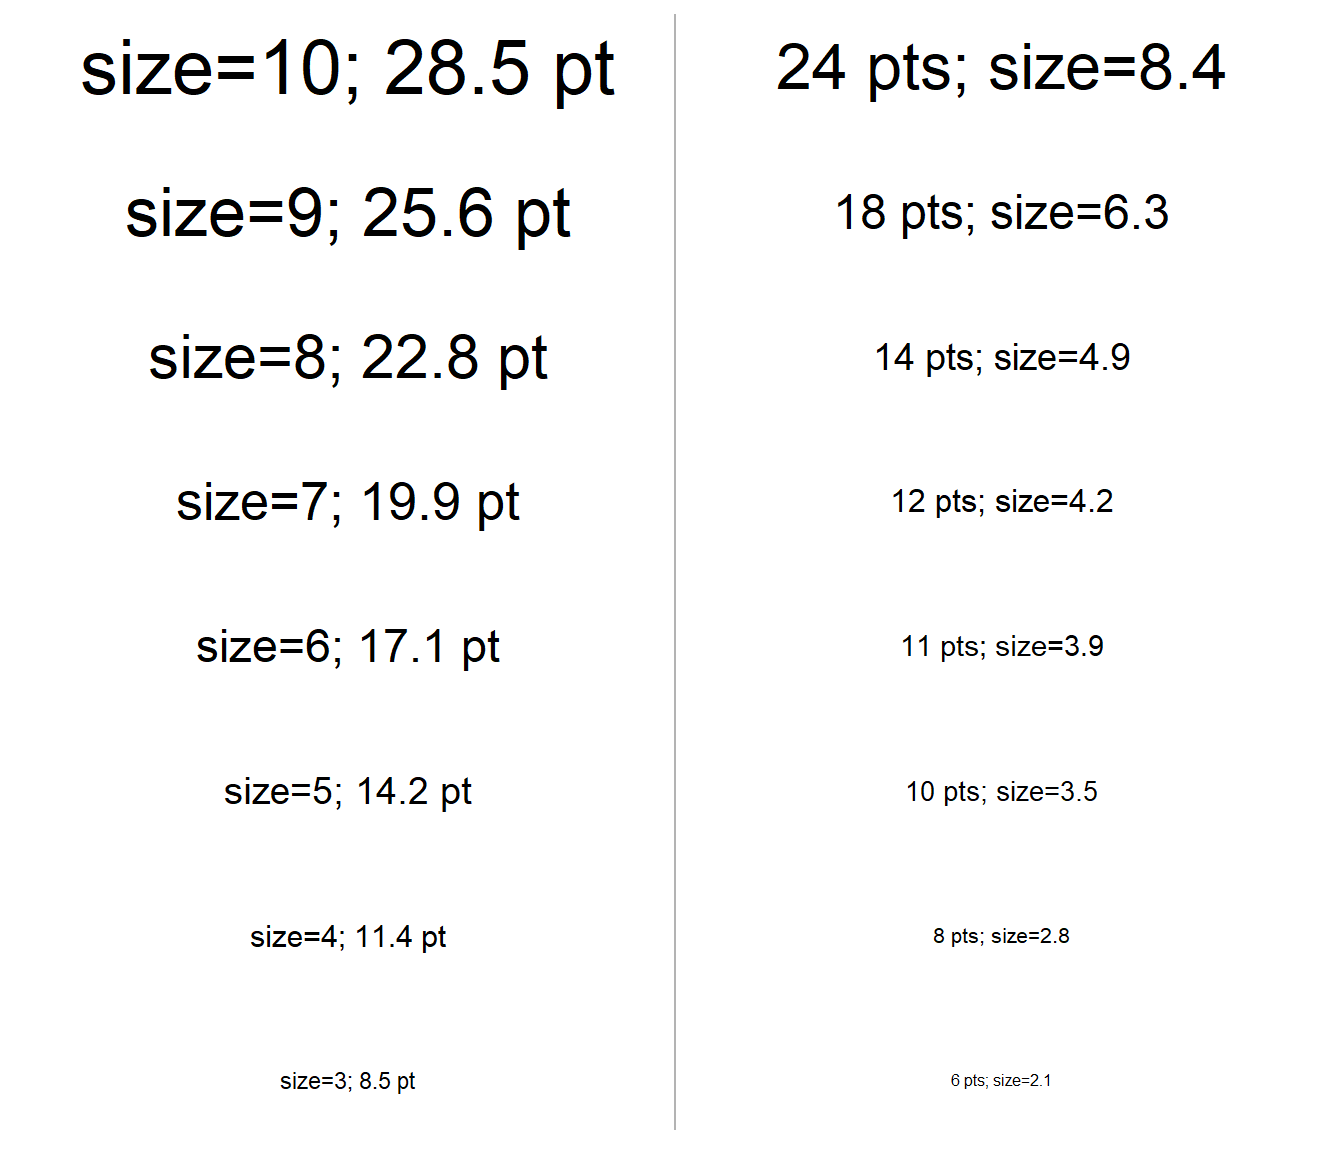 size=10; 28.5 pt
size=9; 25.6 pt
size=8; 22.8 pt
size=7; 19.9 pt
size=6; 17.1 pt
size=5; 14.2 pt
size=4; 11.4 pt
size=3; 8.5 pt
24 pts; size=8.4
18 pts; size=6.3
14 pts; size=4.9
12 pts; size=4.2
11 pts; size=3.9
10 pts; size=3.5
8 pts; size=2.8
6 pts; size=2.1